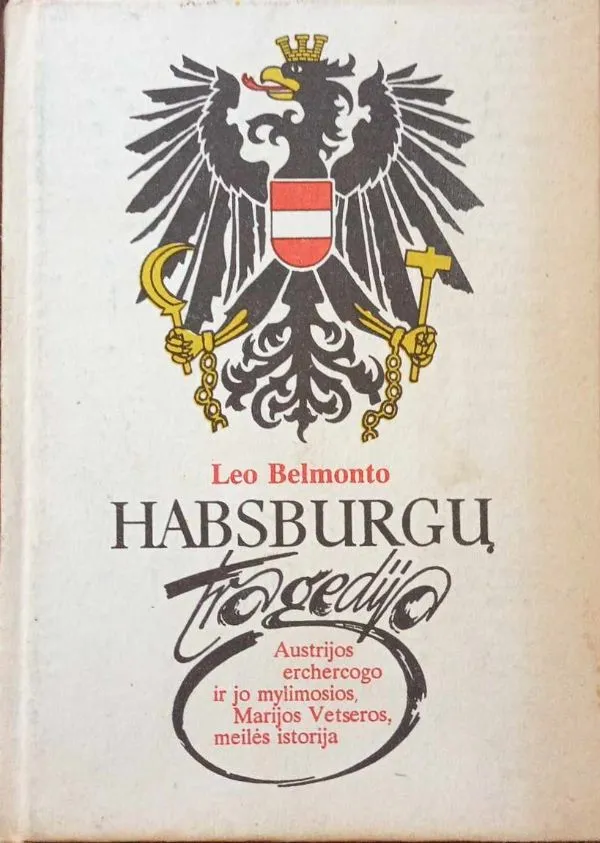 Leo Belmonto
HABSBURGŲ
tragedija
Austrijos
erchercogo
ir jo mylimosios,
Marijos Vetseros,
meilės istorija